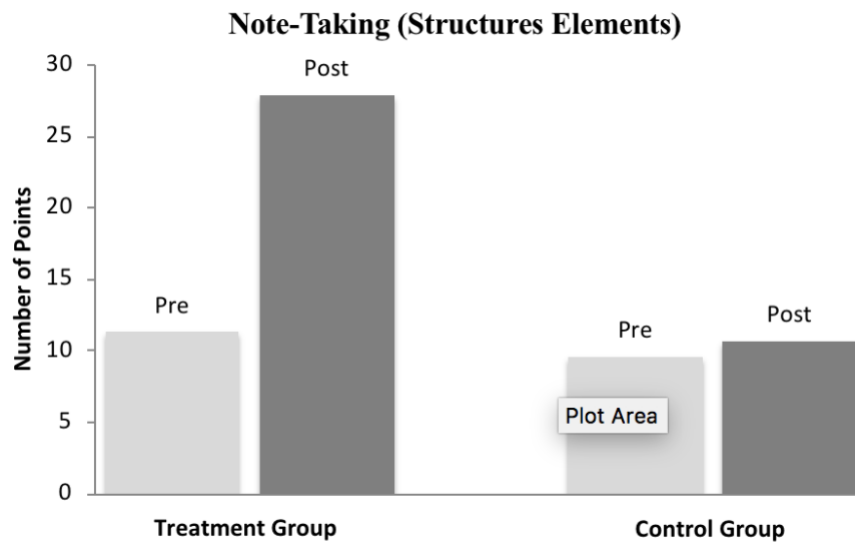 Note-Taking (Structures Elements)
Number of Points
30
25
20
15
10
5
0
Pre
Post
Pre
Post
Plot Area
Treatment Group
Control Group